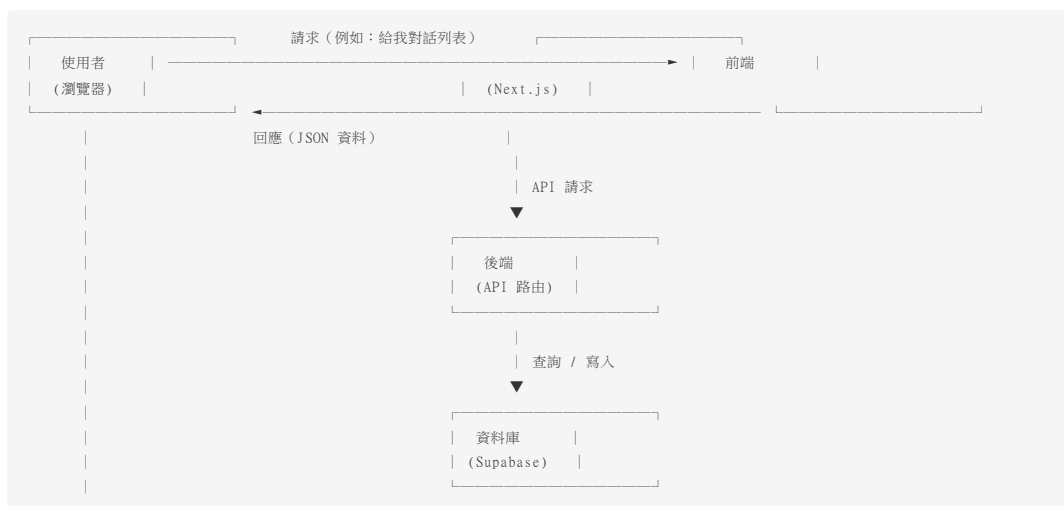 請求（例如：給我對話列表）
使用者 前端
(瀏覽器) (Next.js)
回應（JSON 資料）
API 請求
後端
(API 路由)
查詢 / 寫入
資料庫
(Supabase)